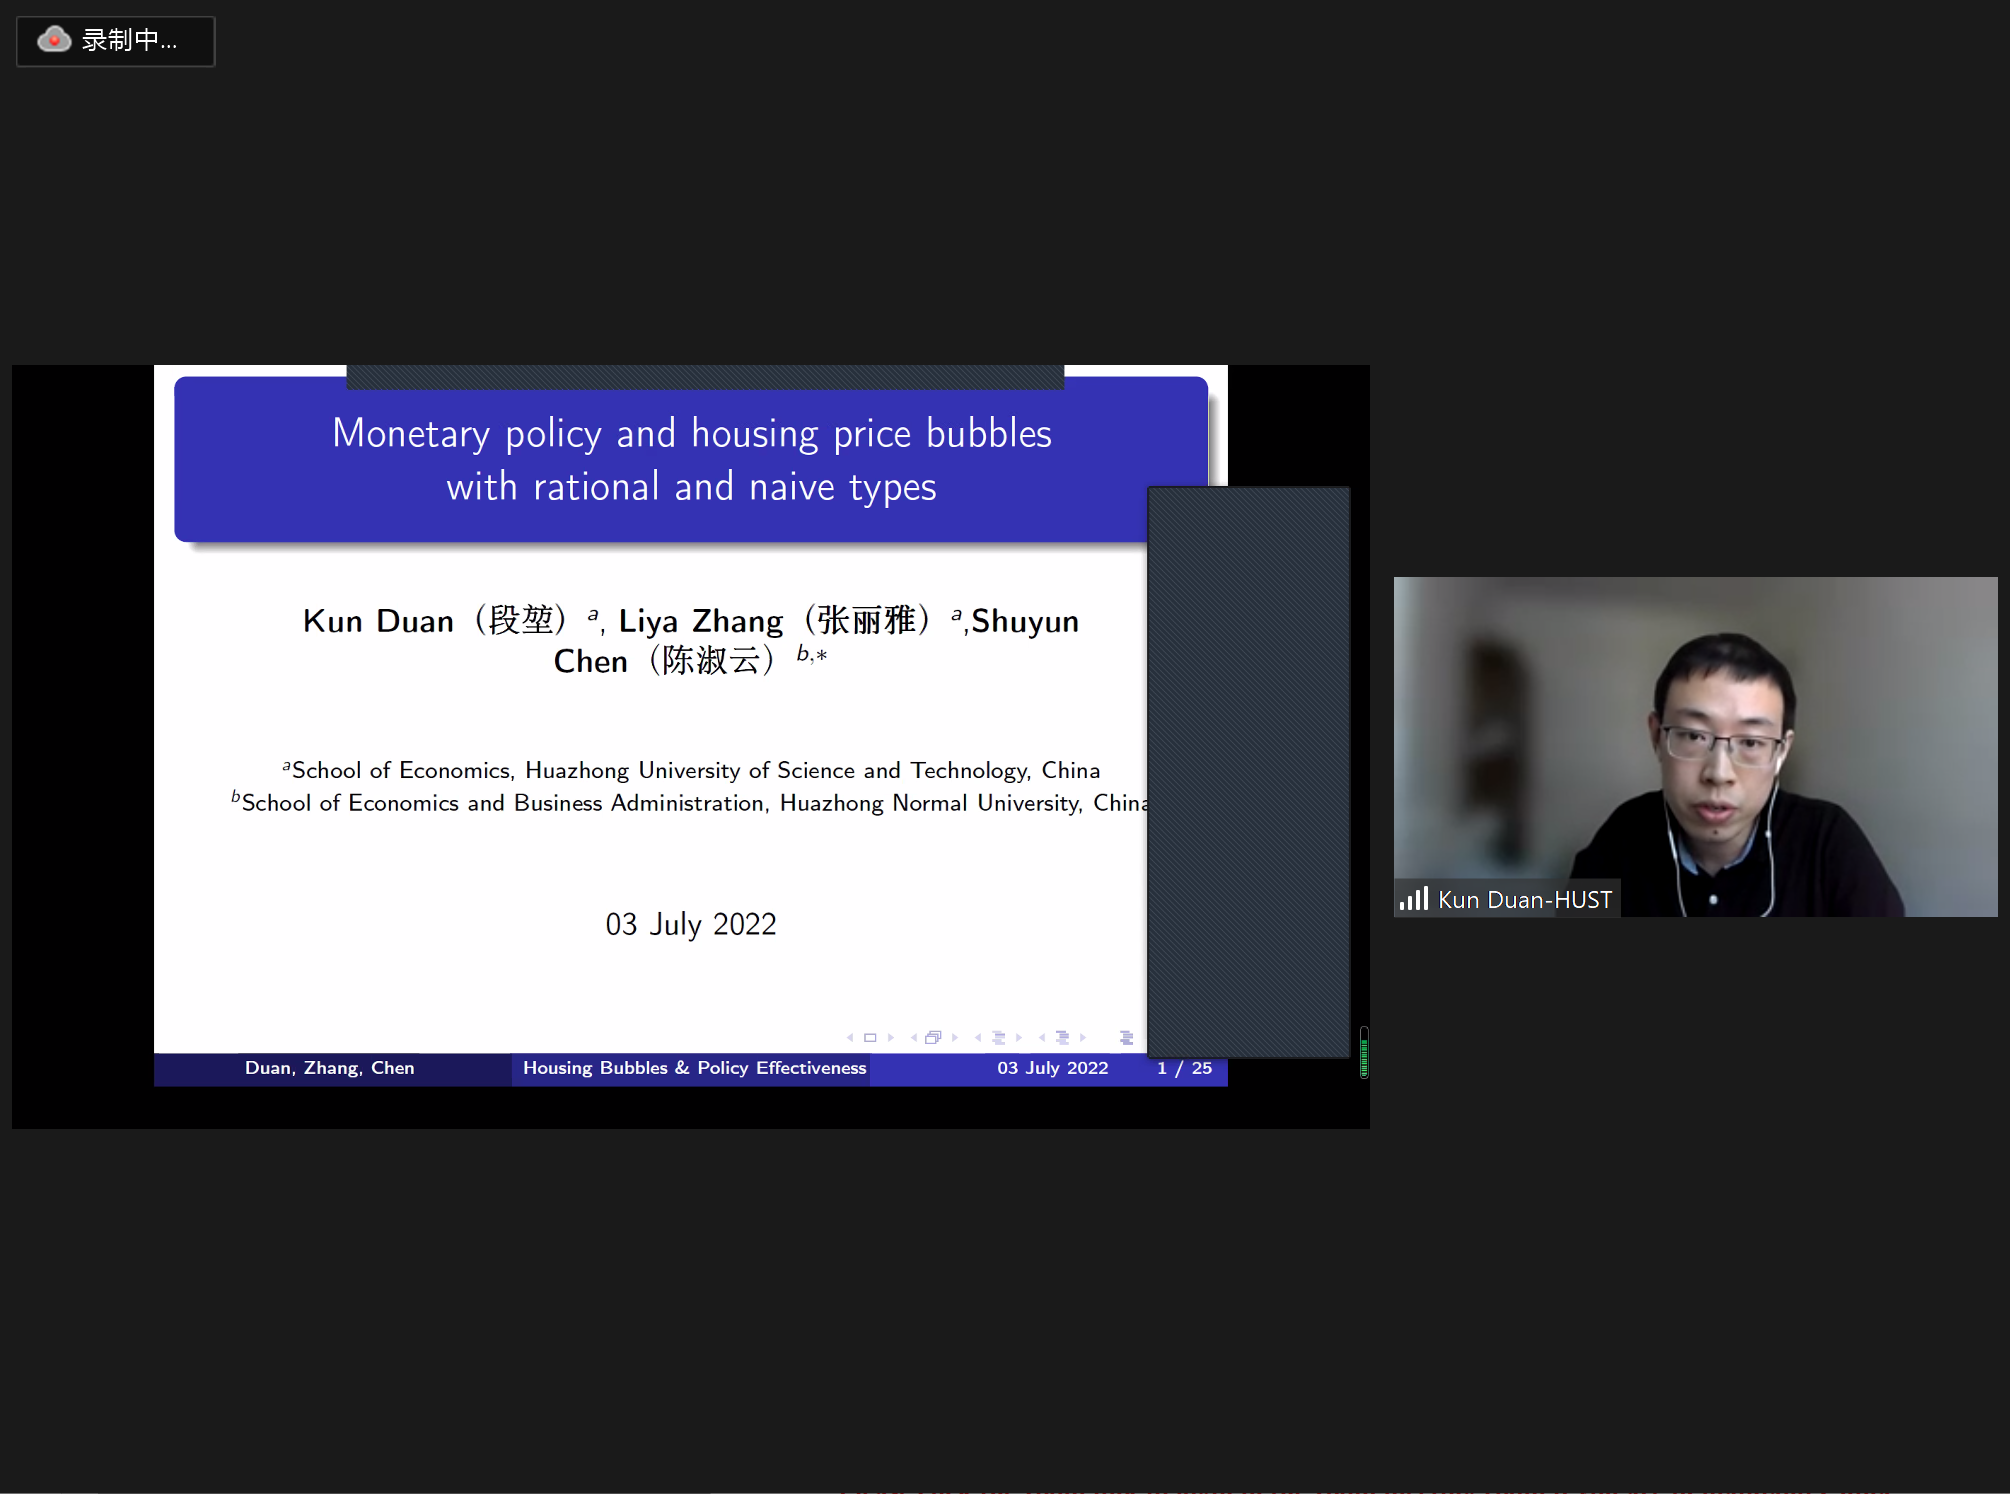 录制中...
Monetary policy and housing price bubbles
with rational and naive types
Kun Duan（段堃）a, Liya Zhang（张丽雅）a,Shuyun
Chen（陈淑云）b,*
aSchool of Economics, Huazhong University of Science and Technology, China
bSchool of Economics and Business Administration, Huazhong Normal University, China
03 July 2022
Duan, Zhang, Chen
Housing Bubbles & Policy Effectiveness
03 July 2022
1 / 25
Kun Duan-HUST